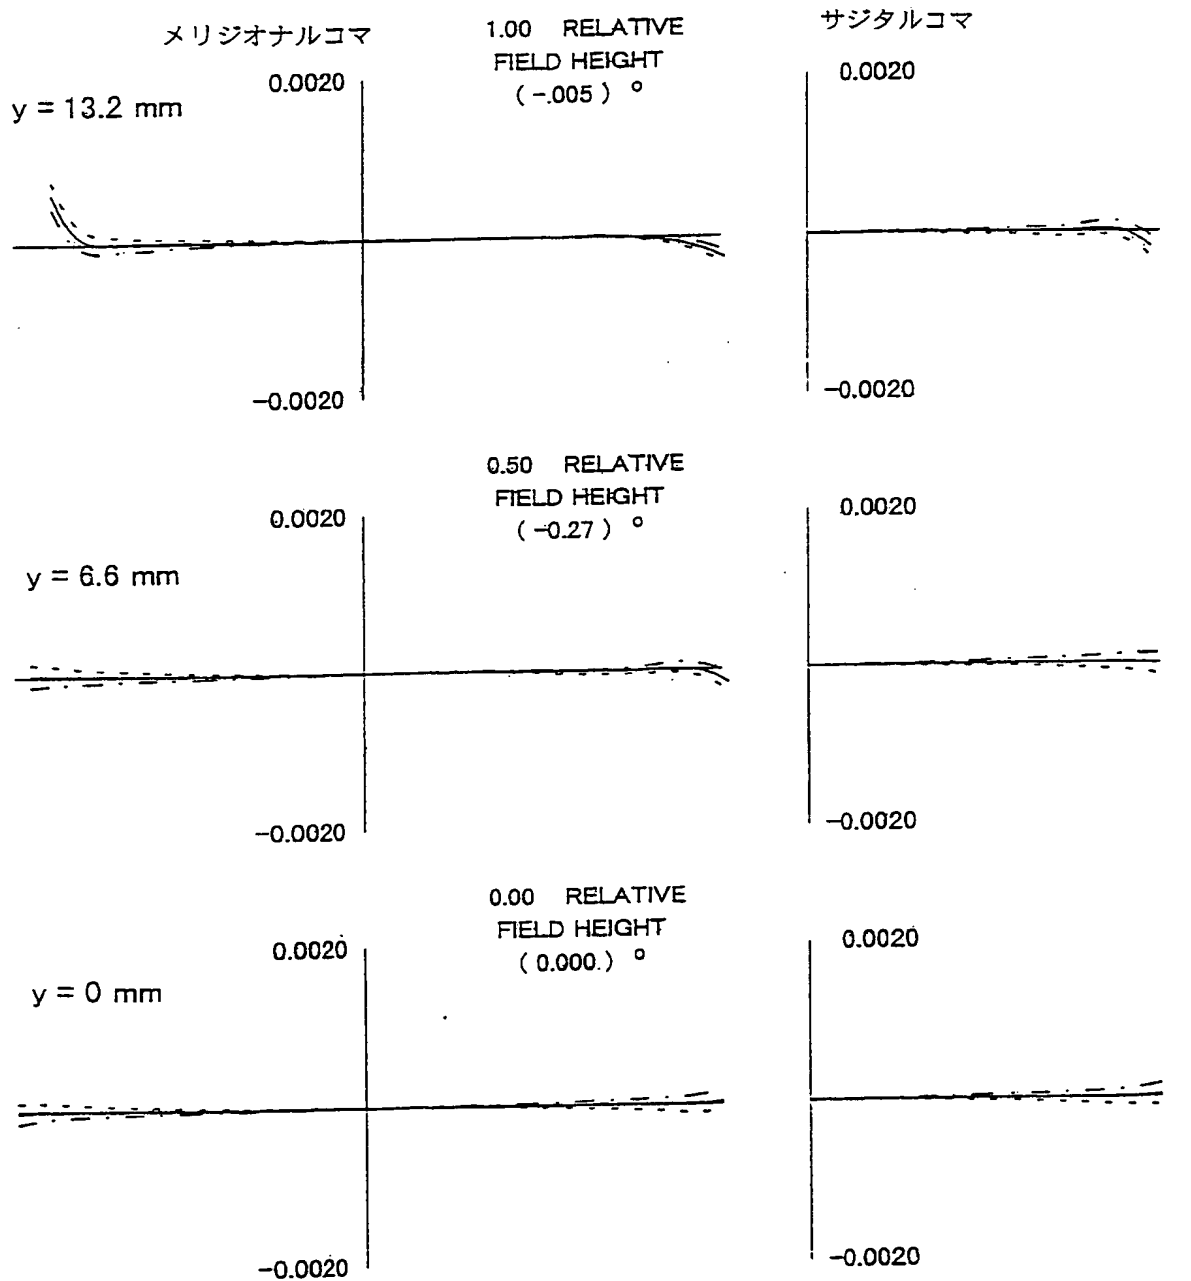 メリジオナルコマ
1.00 RELATIVE
FIELD HEIGHT
( -.005 ) °
サジタルコマ
y = 13.2 mm
0.0020
0.0020
-0.0020
-0.0020
0.50 RELATIVE
FIELD HEIGHT
( -0.27 ) °
y = 6.6 mm
0.0020
0.0020
-0.0020
-0.0020
0.00 RELATIVE
FIELD HEIGHT
( 0.000. ) °
y = 0 mm
0.0020
0.0020
-0.0020
-0.0020